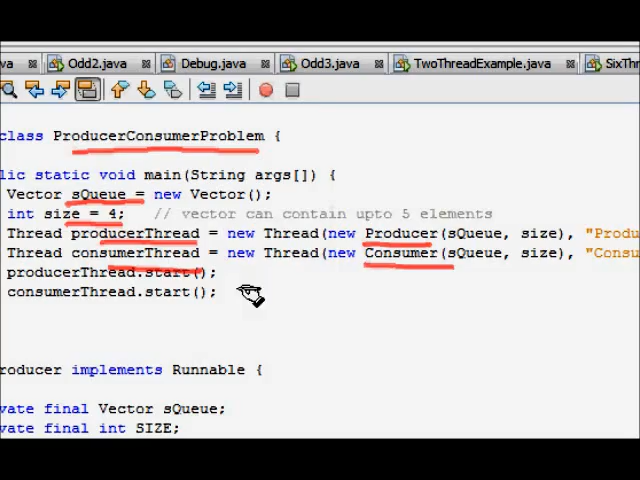 va Odd2.java Debug.java Odd3.java TwoThreadExample.java SixThr
class ProducerConsumerProblem {
lic static void main(String args[]) {
Vector sQueue = new Vector();
int size = 4; // vector can contain upto 5 elements
Thread producerThread = new Thread(new Producer(sQueue, size), "Produ
Thread consumerThread = new Thread(new Consumer(sQueue, size), "Consu
producerThread.start();
consumerThread.start();
roducer implements Runnable {
vate final Vector sQueue;
vate final int SIZE;